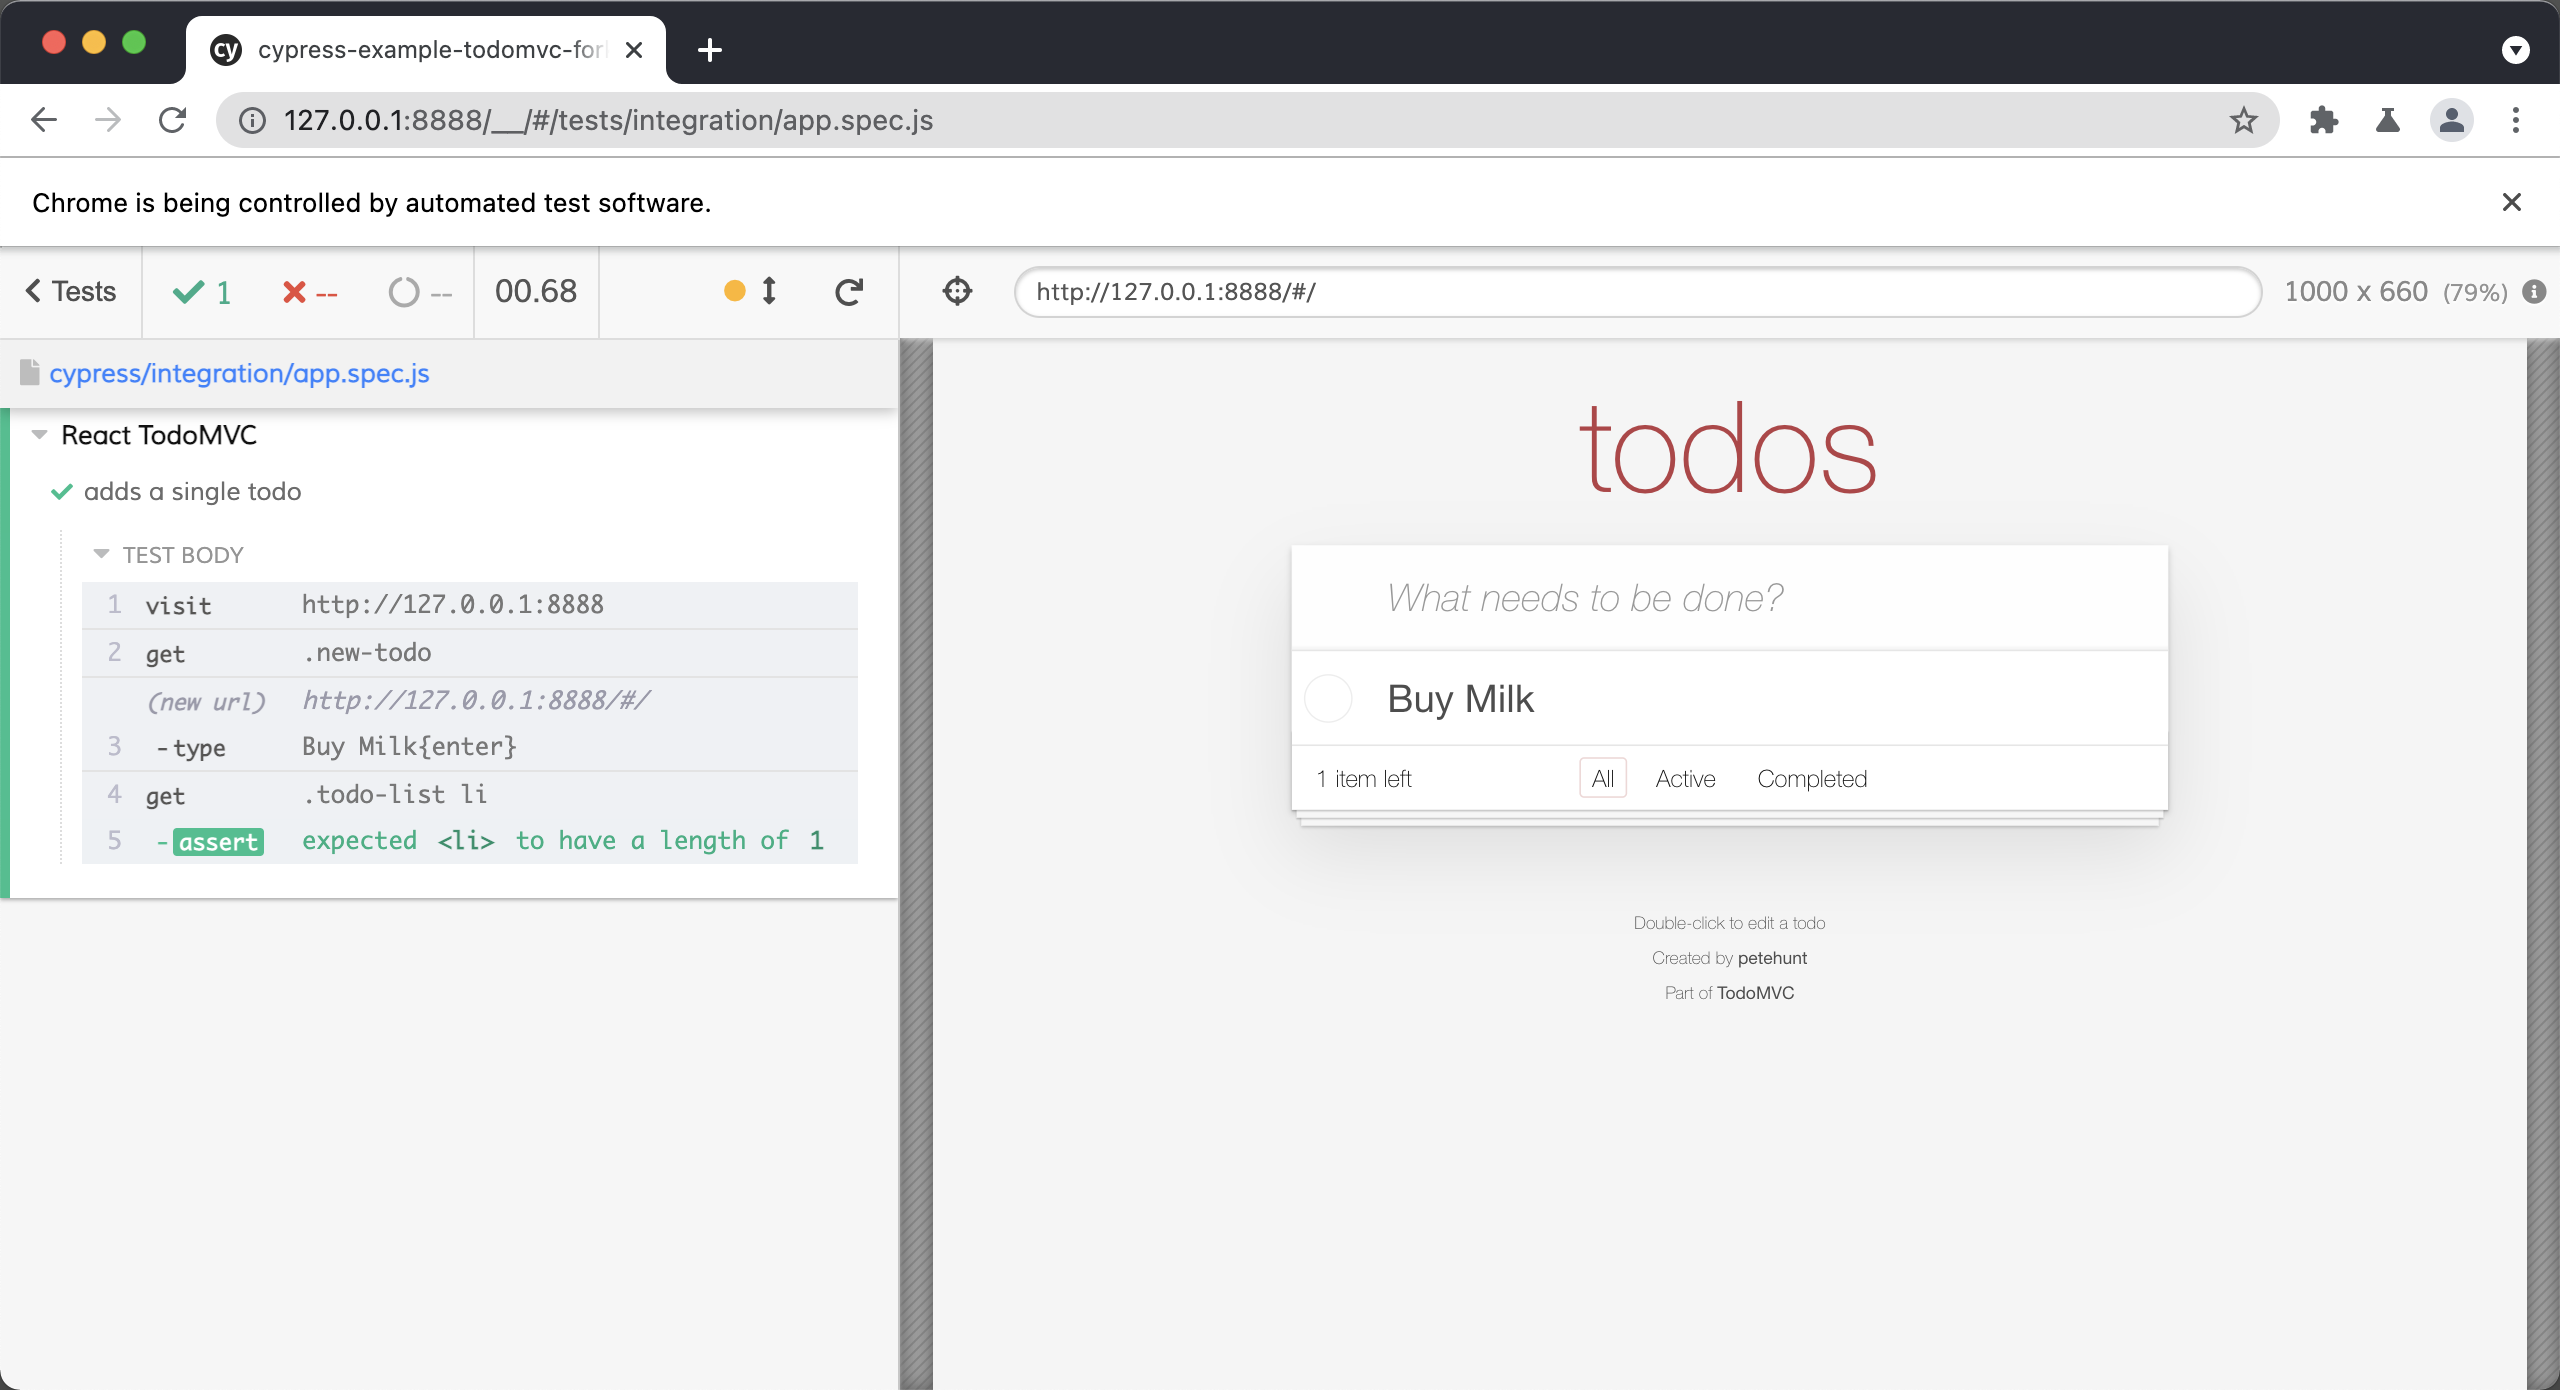 cy cypress-example-todomvc-for
127.0.0.1:8888/__/#/tests/integration/app.spec.js
Chrome is being controlled by automated test software.
Tests 1 -- -- 00.68
http://127.0.0.1:8888/#/ 1000 x 660 (79%)
cypress/integration/app.spec.js
React TodoMVC
adds a single todo
TEST BODY
1 visit http://127.0.0.1:8888
2 get .new-todo
(new url) http://127.0.0.1:8888/#/
3 -type Buy Milk{enter}
4 get .todo-list li
5 -assert expected <li> to have a length of 1
todos
What needs to be done?
Buy Milk
1 item left All Active Completed
Double-click to edit a todo
Created by petehunt
Part of TodoMVC